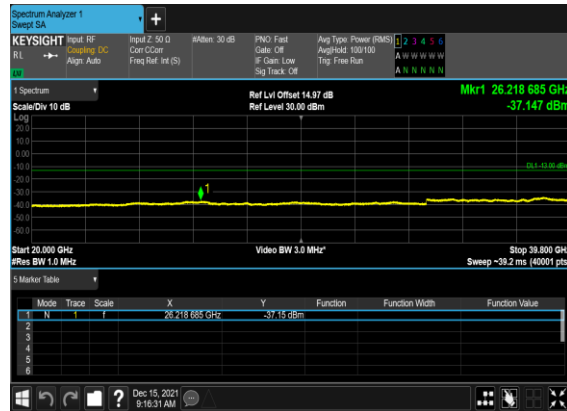 Spectrum Analyzer 1
Swept SA
+
KEYSIGHT Input: RF Input Z: 50 Ω #Atten: 30 dB PNO: Fast Avg Type: Power (RMS) 1 2 3 4 5 6
RL Coupling: DC Corr CCorr Gate: Off Avg|Hold: 100/100 A W W W W W
Align: Auto Freq Ref: Int (S) IF Gain: Low Trig: Free Run
Sig Track: Off A N N N N N
1 Spectrum Ref Lvl Offset 14.97 dB Mkr1 26.218 685 GHz
Scale/Div 10 dB Ref Level 30.00 dBm -37.147 dBm
Log
20.0
10.0
0.00
-10.0
DL1 -13.00 dBm
-20.0
-30.0
1
-40.0
-50.0
-60.0
Start 20.000 GHz Video BW 3.0 MHz* Stop 39.800 GHz
#Res BW 1.0 MHz Sweep ~39.2 ms (40001 pts)
5 Marker Table
Mode Trace Scale X Y Function Function Width Function Value
1 N 1 f 26.218 685 GHz -37.15 dBm
2
3
4
5
6
? Dec 15, 2021
9:16:31 AM